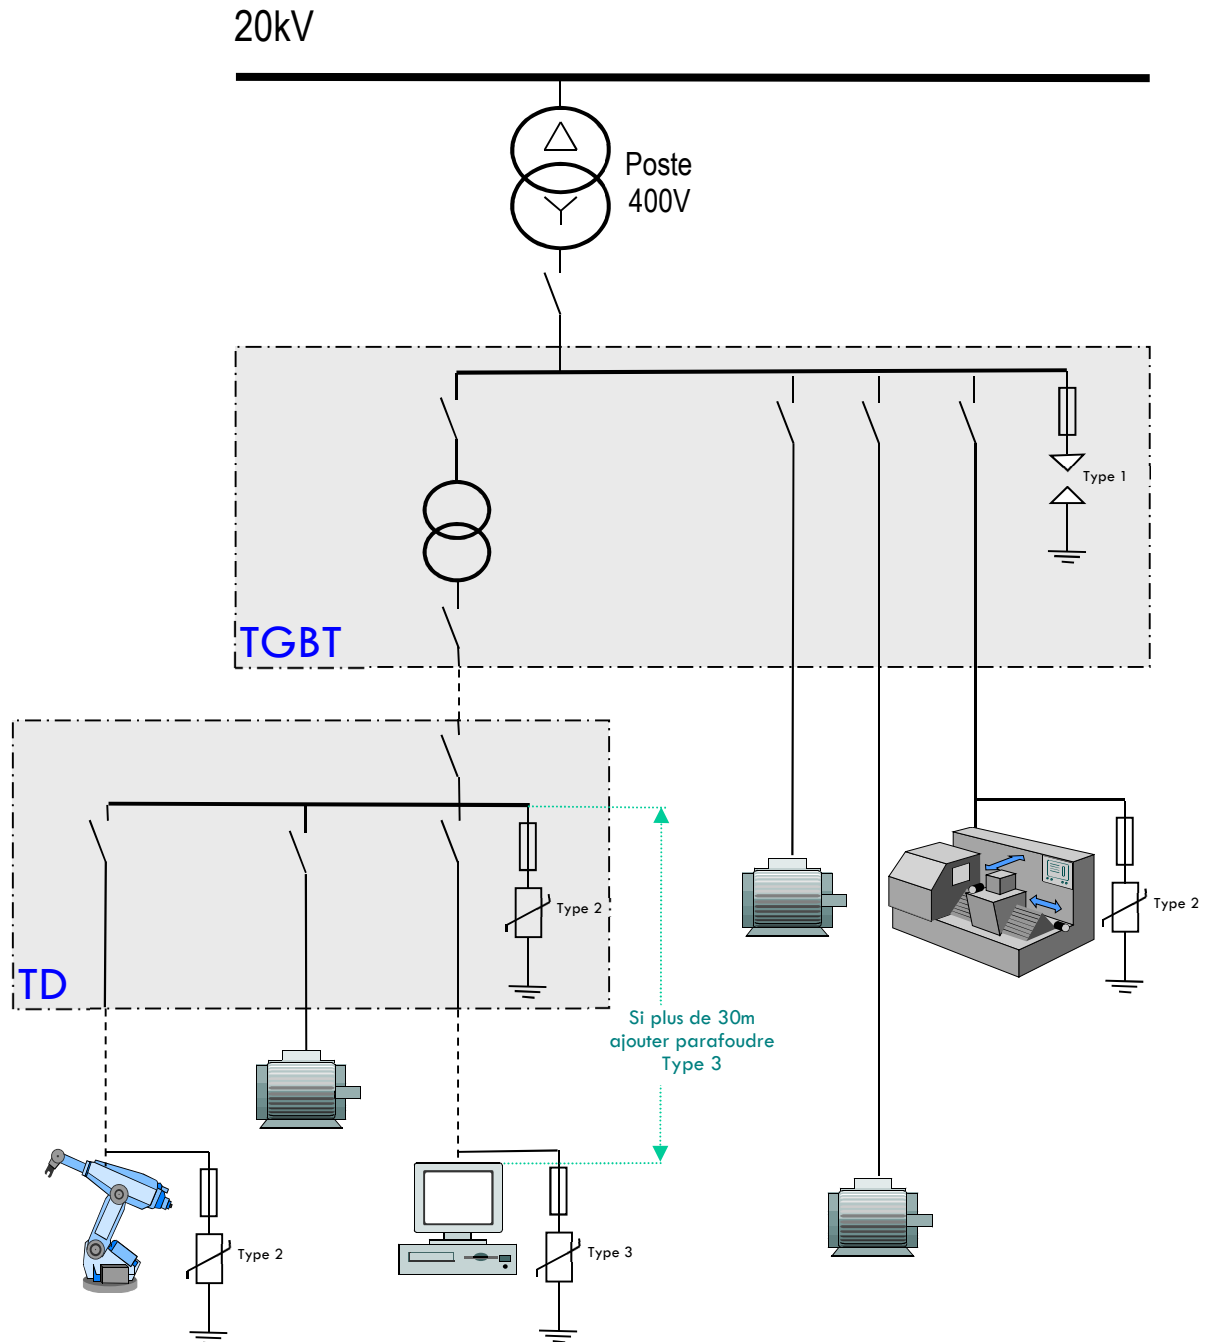 20kV
Poste
400V
Type 1
TGBT
Type 2
Type 2
TD
Si plus de 30m
ajouter parafoudre
Type 3
Type 2
Type 3